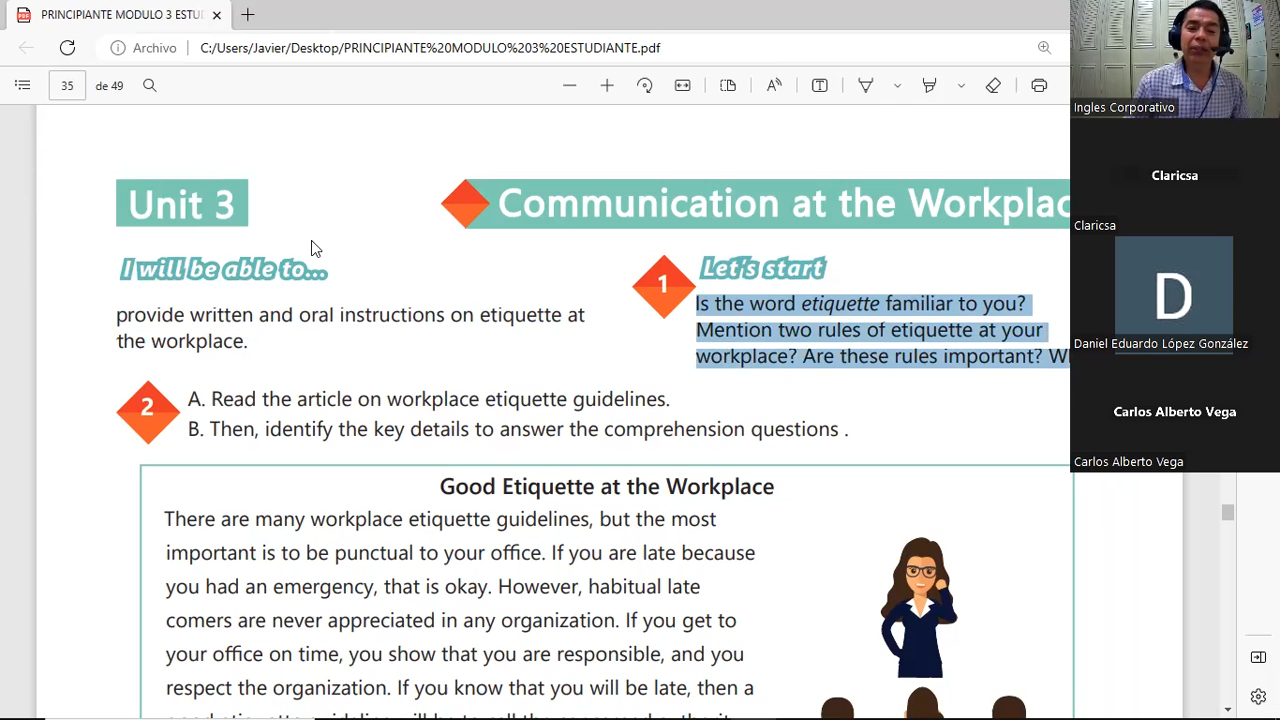 PRINCIPIANTE MODULO 3 ESTU
Archivo
C:/Users/Javier/Desktop/PRINCIPIANTE%20MODULO%203%20ESTUDIANTE.pdf
35
de 49
Unit 3
Communication at the Workplac
I will be able to...
provide written and oral instructions on etiquette at
the workplace.
1
Let's start
Is the word etiquette familiar to you?
Mention two rules of etiquette at your
workplace? Are these rules important? W
2
A. Read the article on workplace etiquette guidelines.
B. Then, identify the key details to answer the comprehension questions .
Good Etiquette at the Workplace
There are many workplace etiquette guidelines, but the most
important is to be punctual to your office. If you are late because
you had an emergency, that is okay. However, habitual late
comers are never appreciated in any organization. If you get to
your office on time, you show that you are responsible, and you
respect the organization. If you know that you will be late, then a
Ingles Corporativo
Claricsa
Claricsa
D
Daniel Eduardo López González
Carlos Alberto Vega
Carlos Alberto Vega